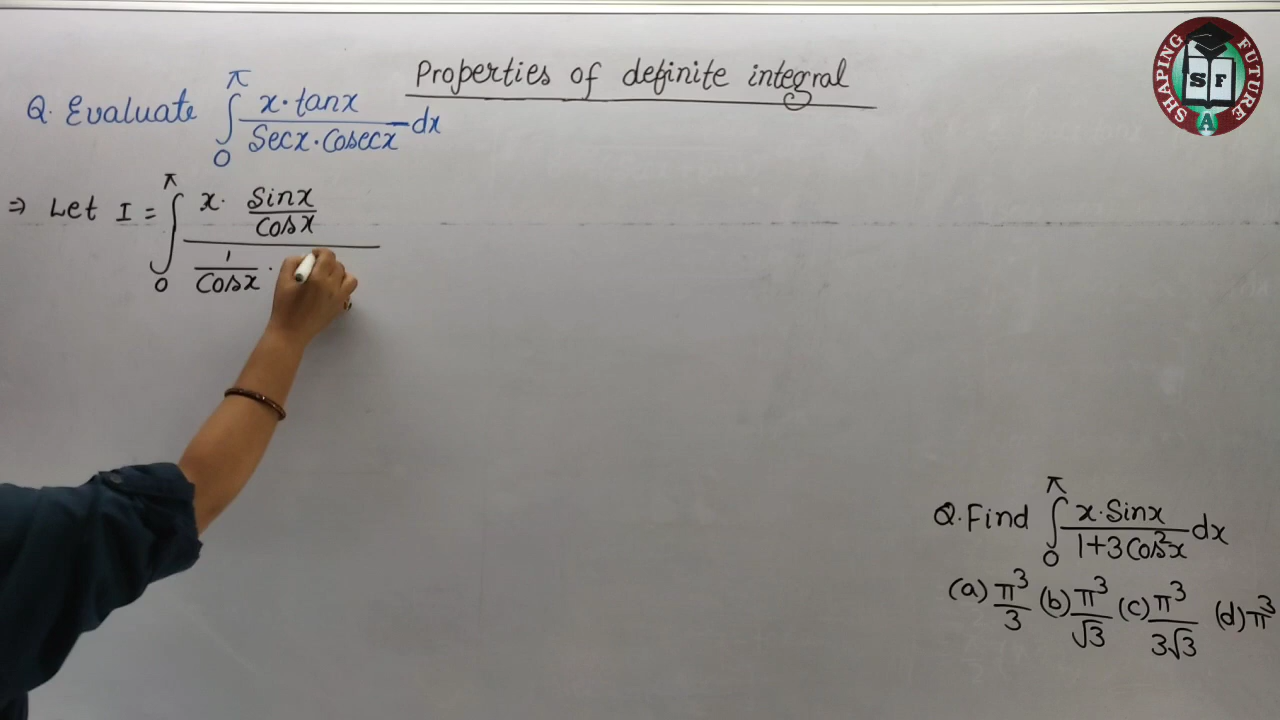 Properties of definite integral
Q. Evaluate ∫₀^π (x·tanx)/(Secx·Cosecx) dx
⇒ Let I = ∫₀^π (x· Sinx/Cosx)/(1/Cosx ·
Q.Find ∫₀^π (x·Sinx)/(1+3Cos²x) dx
(a) π³/3 (b) π³/√3 (c) π³/3√3 (d) π³
SHAPING FUTURE
S F
A